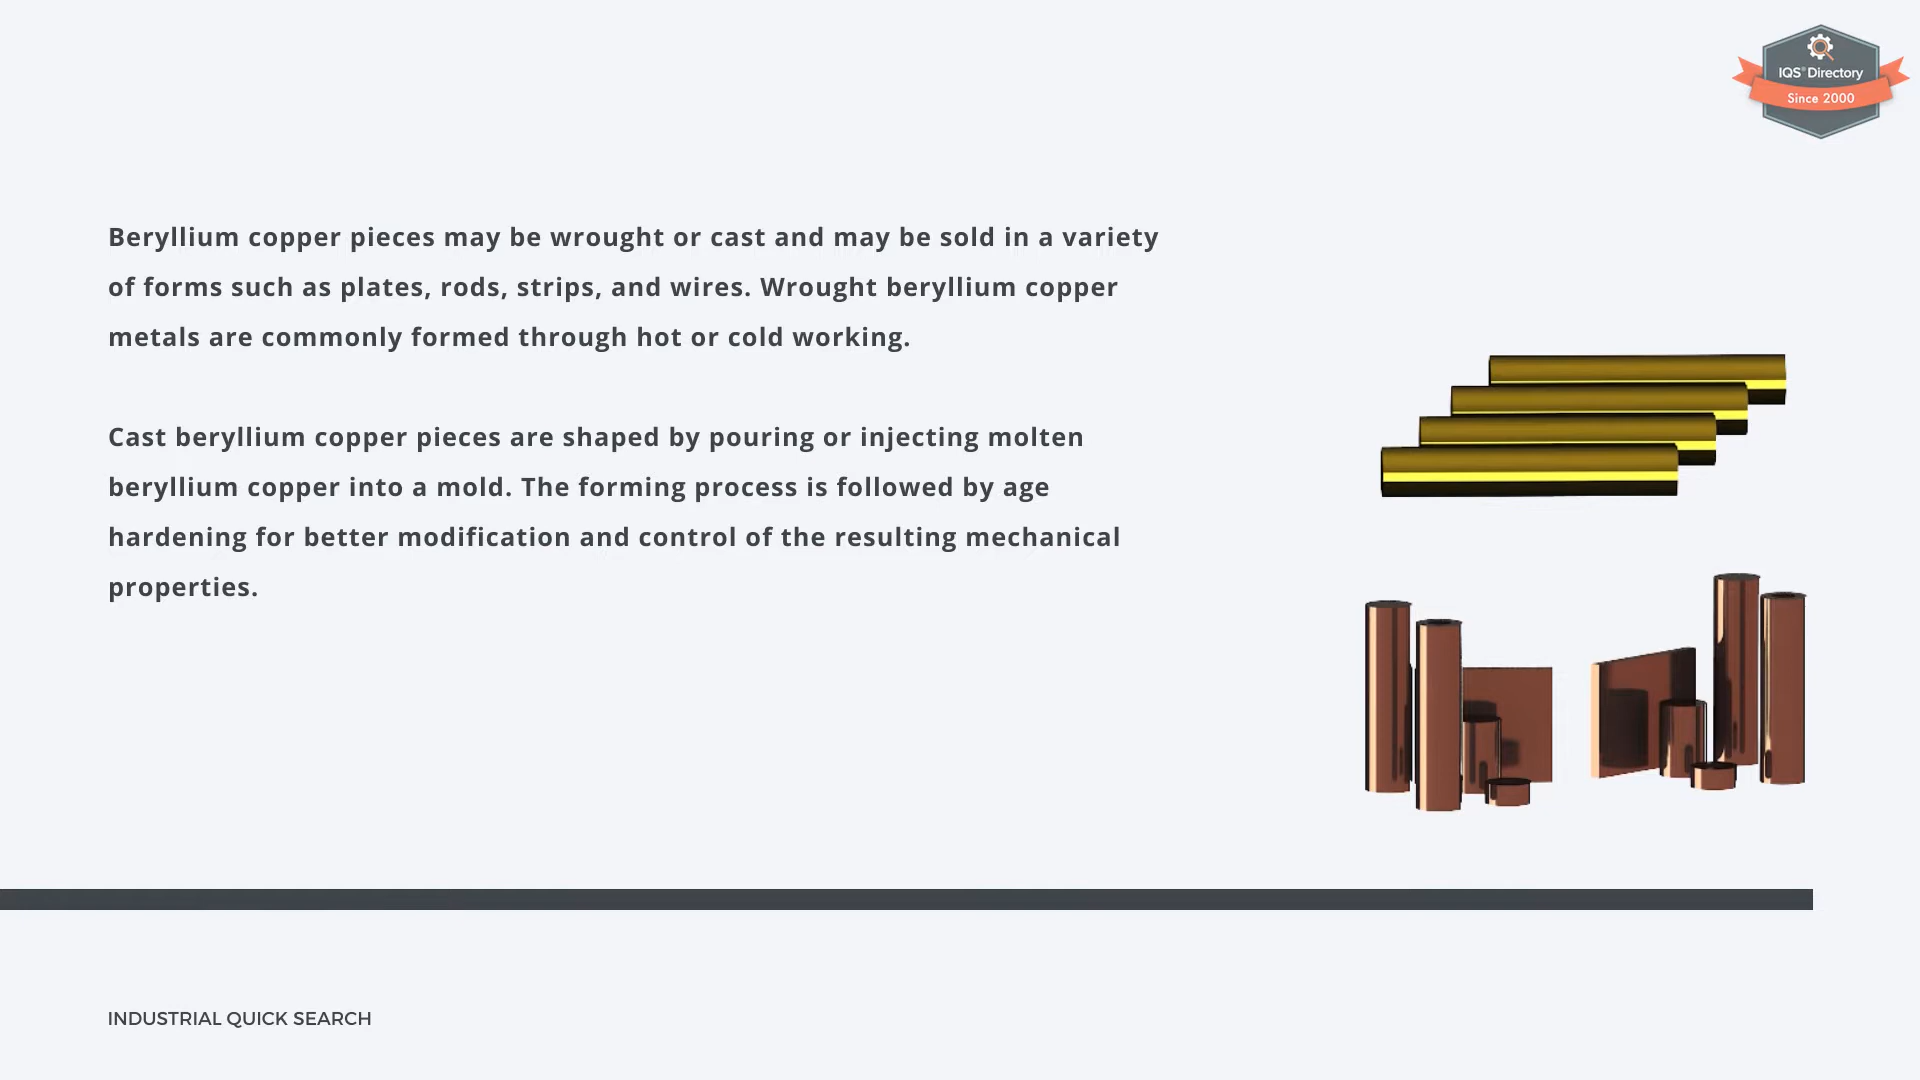 IQS® Directory
Since 2000
Beryllium copper pieces may be wrought or cast and may be sold in a variety
of forms such as plates, rods, strips, and wires. Wrought beryllium copper
metals are commonly formed through hot or cold working.
Cast beryllium copper pieces are shaped by pouring or injecting molten
beryllium copper into a mold. The forming process is followed by age
hardening for better modification and control of the resulting mechanical
properties.
INDUSTRIAL QUICK SEARCH